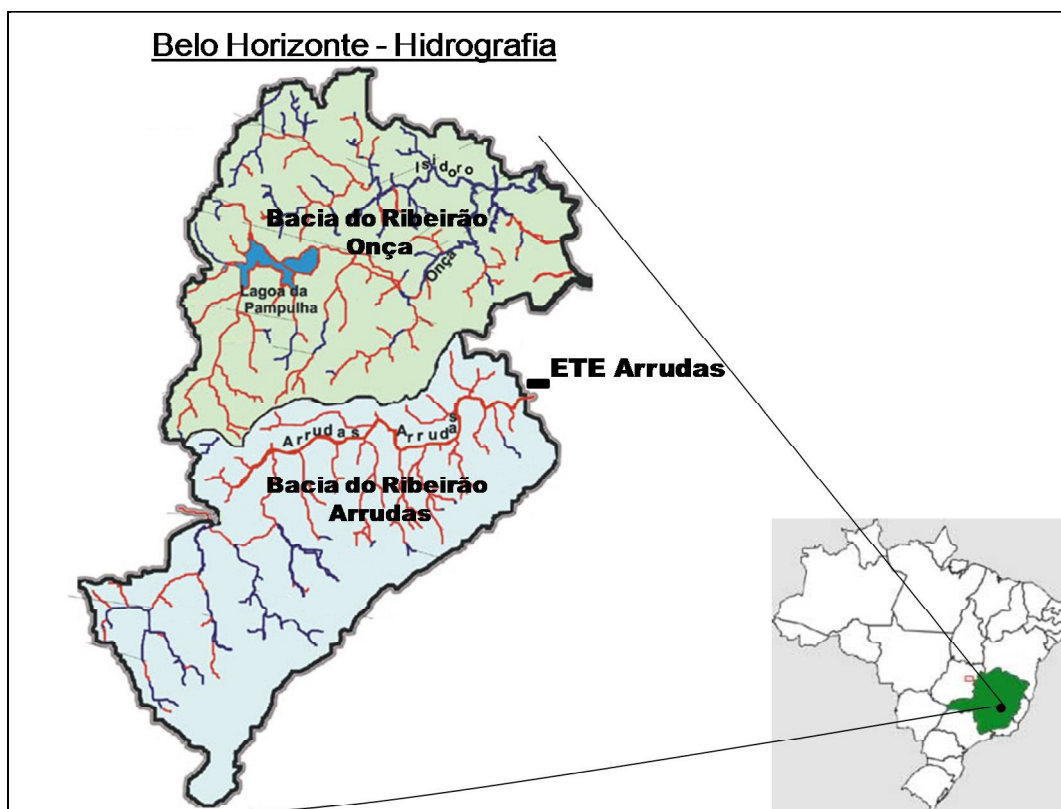 Belo Horizonte - Hidrografia
Isidoro
Bacia do Ribeirão
Onça
Onça
Lagoa da
Pampulha
ETE Arrudas
Arrudas
Arrudas
Bacia do Ribeirão
Arrudas